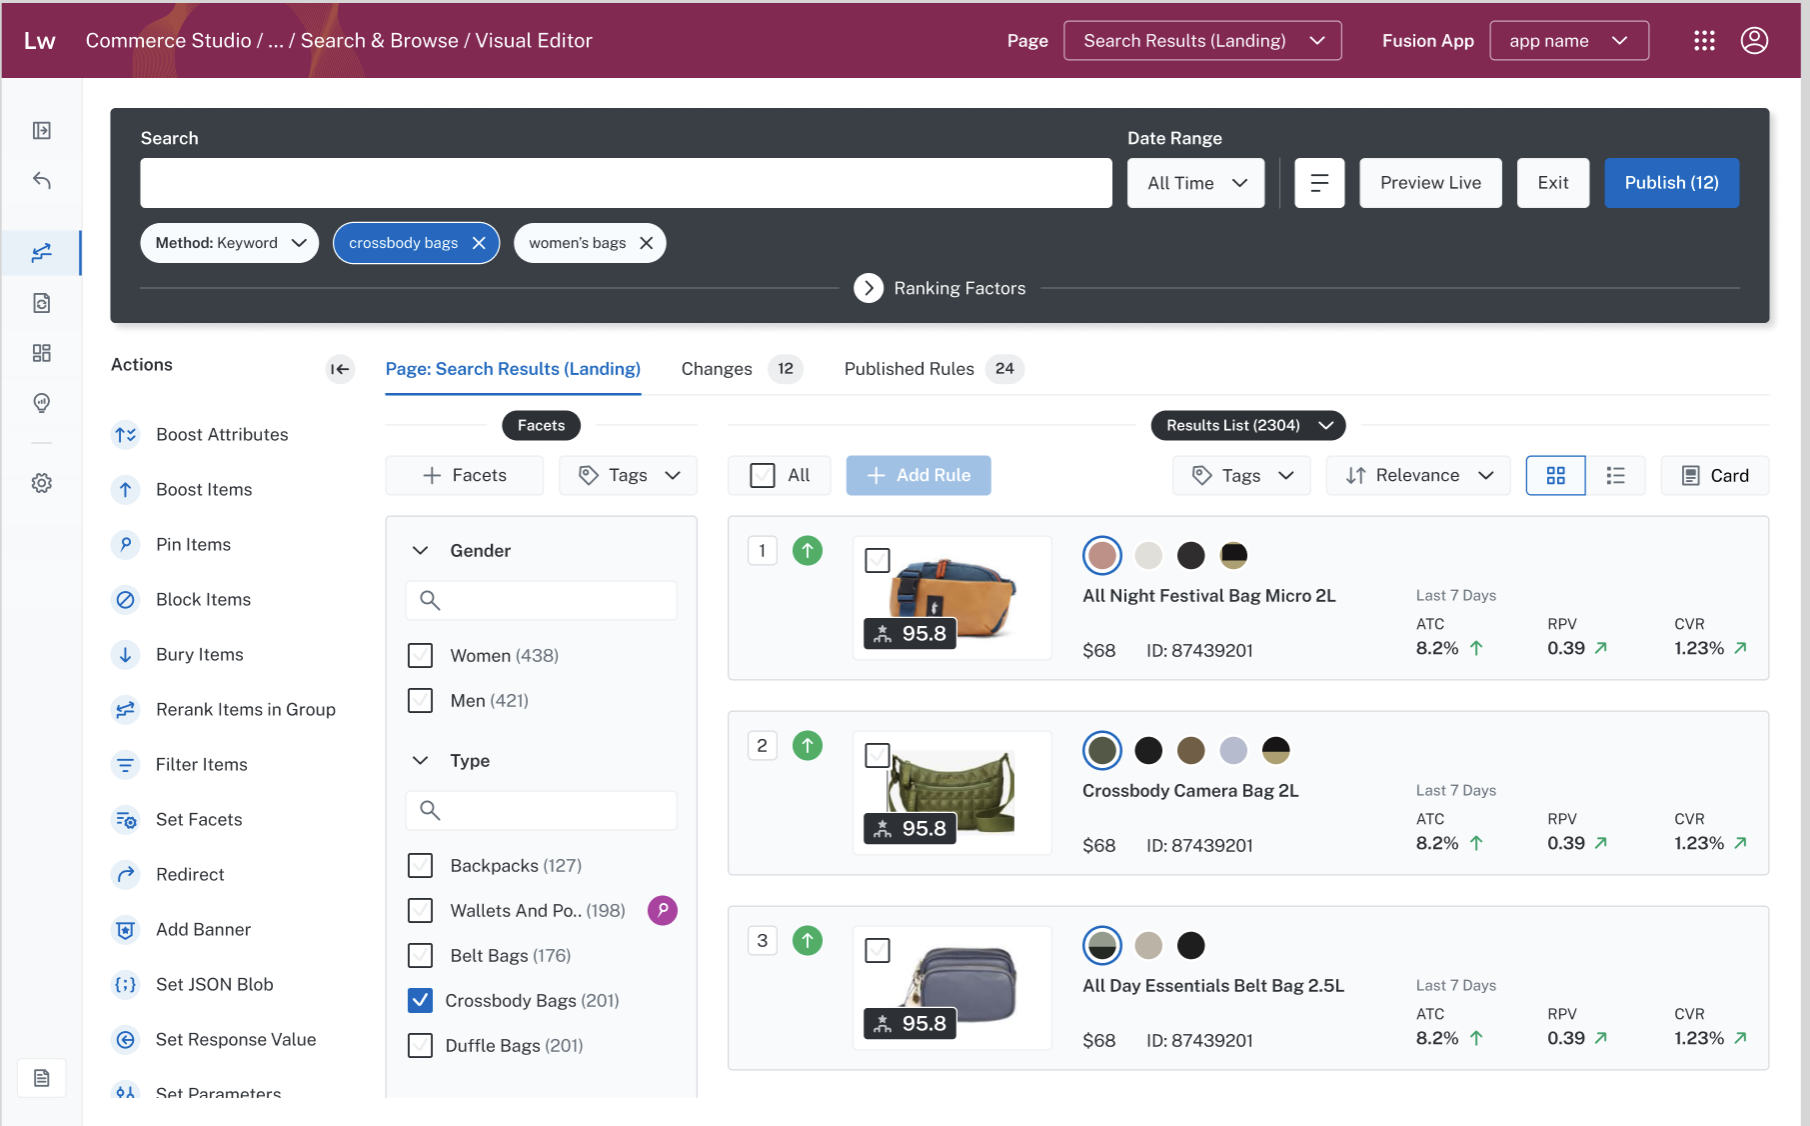 Lw
Commerce Studio / ... / Search & Browse / Visual Editor
Page
Search Results (Landing)
Fusion App
app name
Search
Date Range
All Time
Preview Live
Exit
Publish (12)
Method: Keyword
crossbody bags
women's bags
Ranking Factors
Actions
Boost Attributes
Boost Items
Pin Items
Block Items
Bury Items
Rerank Items in Group
Filter Items
Set Facets
Redirect
Add Banner
Set JSON Blob
Set Response Value
Set Parameters
Page: Search Results (Landing)
Changes 12
Published Rules 24
Facets
+ Facets
Tags
Gender
Women (438)
Men (421)
Type
Backpacks (127)
Wallets And Po.. (198)
Belt Bags (176)
Crossbody Bags (201)
Duffle Bags (201)
Results List (2304)
All
+ Add Rule
Tags
Relevance
Card
1
95.8
All Night Festival Bag Micro 2L
$68 ID: 87439201
Last 7 Days
ATC RPV CVR
8.2% 0.39 1.23%
2
95.8
Crossbody Camera Bag 2L
$68 ID: 87439201
Last 7 Days
ATC RPV CVR
8.2% 0.39 1.23%
3
95.8
All Day Essentials Belt Bag 2.5L
$68 ID: 87439201
Last 7 Days
ATC RPV CVR
8.2% 0.39 1.23%